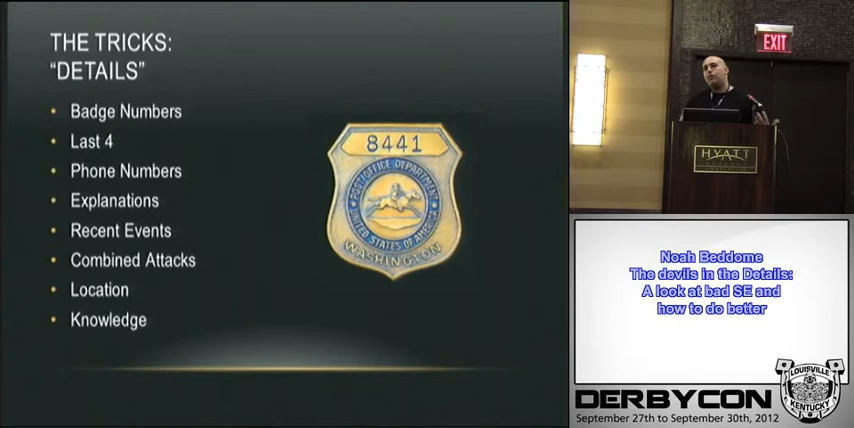 THE TRICKS:
"DETAILS"
• Badge Numbers
• Last 4
• Phone Numbers
• Explanations
• Recent Events
• Combined Attacks
• Location
• Knowledge
8441
POST OFFICE DEPARTMENT
UNITED STATES OF AMERICA
WASHINGTON
EXIT
HYATT
Noah Beddome
The devils in the Details:
A look at bad SE and
how to do better
DERBYCON
LOUISVILLE
KENTUCKY
September 27th to September 30th, 2012